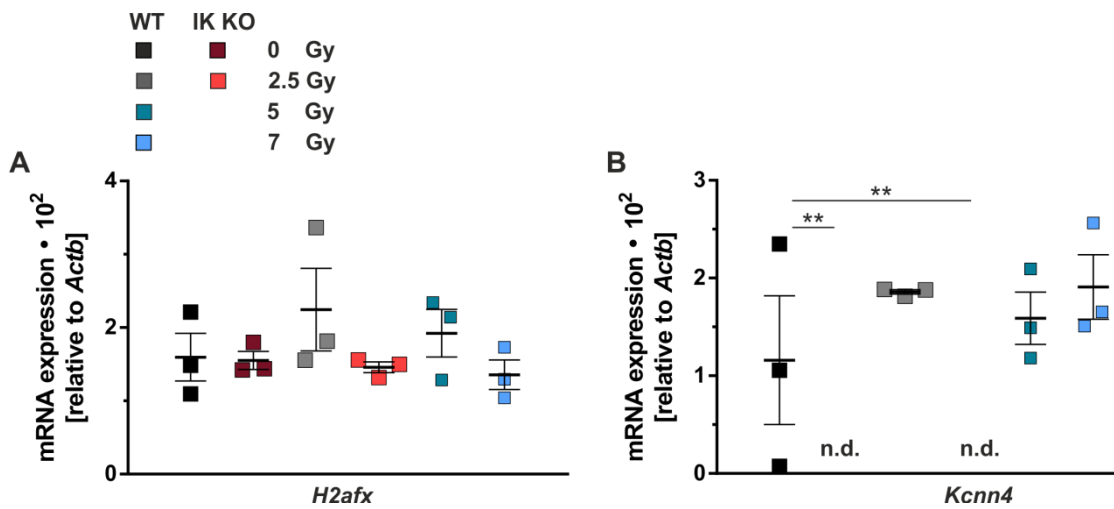 WT IK KO
0 Gy
2.5 Gy
5 Gy
7 Gy
A
mRNA expression • 10²
[relative to Actb]
4
2
0
H2afx
B
mRNA expression • 10²
[relative to Actb]
3
2
1
0
**
**
n.d.
n.d.
Kcnn4